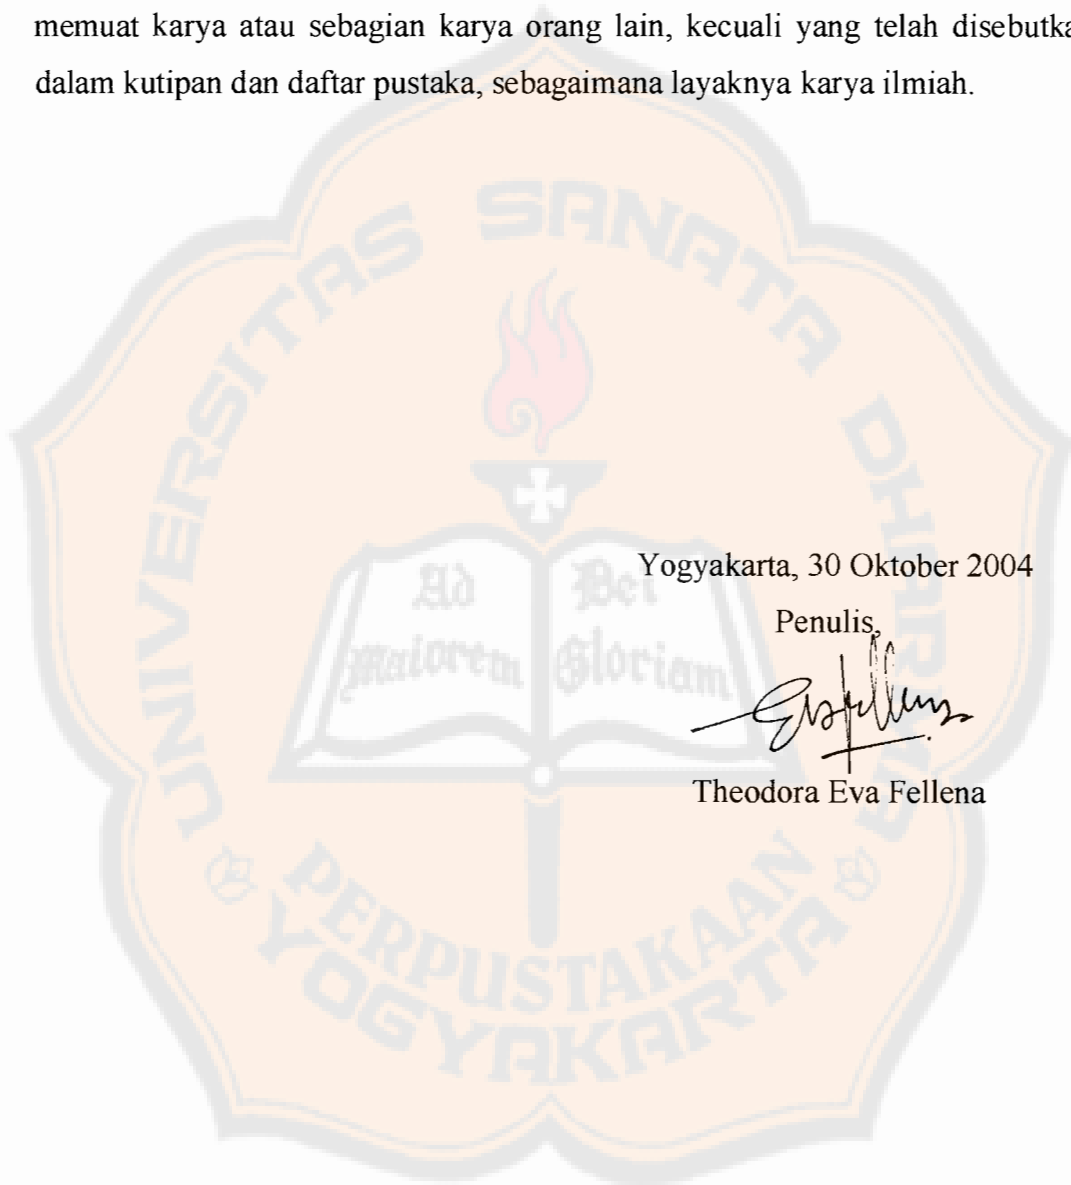 memuat karya atau sebagian karya orang lain, kecuali yang telah disebutka
dalam kutipan dan daftar pustaka, sebagaimana layaknya karya ilmiah.
UNIVERSITAS SANATA DHARMA
Ad Dei
maiorem Gloriam
Yogyakarta, 30 Oktober 2004
Penulis,
Theodora Eva Fellena
PERPUSTAKAAN
YOGYAKARTA